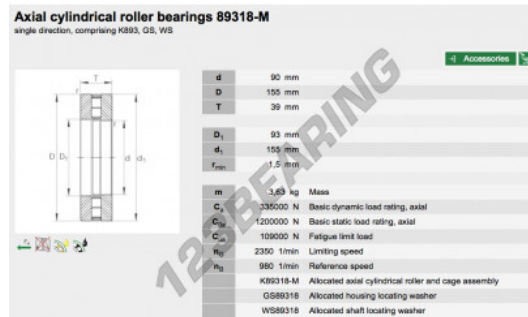 Axial cylindrical roller bearings 89318-M
single direction, comprising K893, GS, WS
Accessories
d 90 mm
D 155 mm
T 39 mm
D₁ 93 mm
d₁ 155 mm
r min 1,5 mm
m 3,63 kg Mass
Cₐ 335000 N Basic dynamic load rating, axial
C₀ₐ 1200000 N Basic static load rating, axial
109000 N Fatigue limit load
n_G 2350 1/min Limiting speed
n_B 980 1/min Reference speed
K89318-M Allocated axial cylindrical roller and cage assembly
GS89318 Allocated housing locating washer
WS89318 Allocated shaft locating washer
T
r
r
D D₁ d d₁
123BEARING